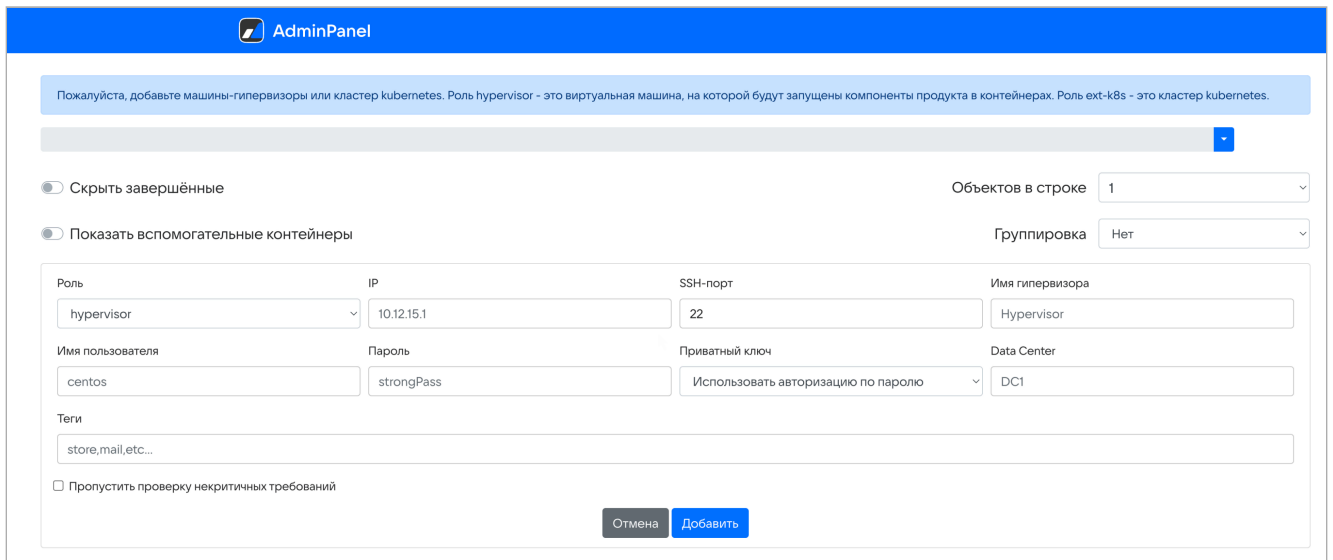 AdminPanel
Пожалуйста, добавьте машины-гипервизоры или кластер kubernetes. Роль hypervisor - это виртуальная машина, на которой будут запущены компоненты продукта в контейнерах. Роль ext-k8s - это кластер kubernetes.
Скрыть завершённые
Объектов в строке 1
Показать вспомогательные контейнеры
Группировка Нет
Роль IP SSH-порт Имя гипервизора
hypervisor 10.12.15.1 22 Hypervisor
Имя пользователя Пароль Приватный ключ Data Center
centos strongPass Использовать авторизацию по паролю DC1
Теги
store,mail,etc...
Пропустить проверку некритичных требований
Отмена Добавить